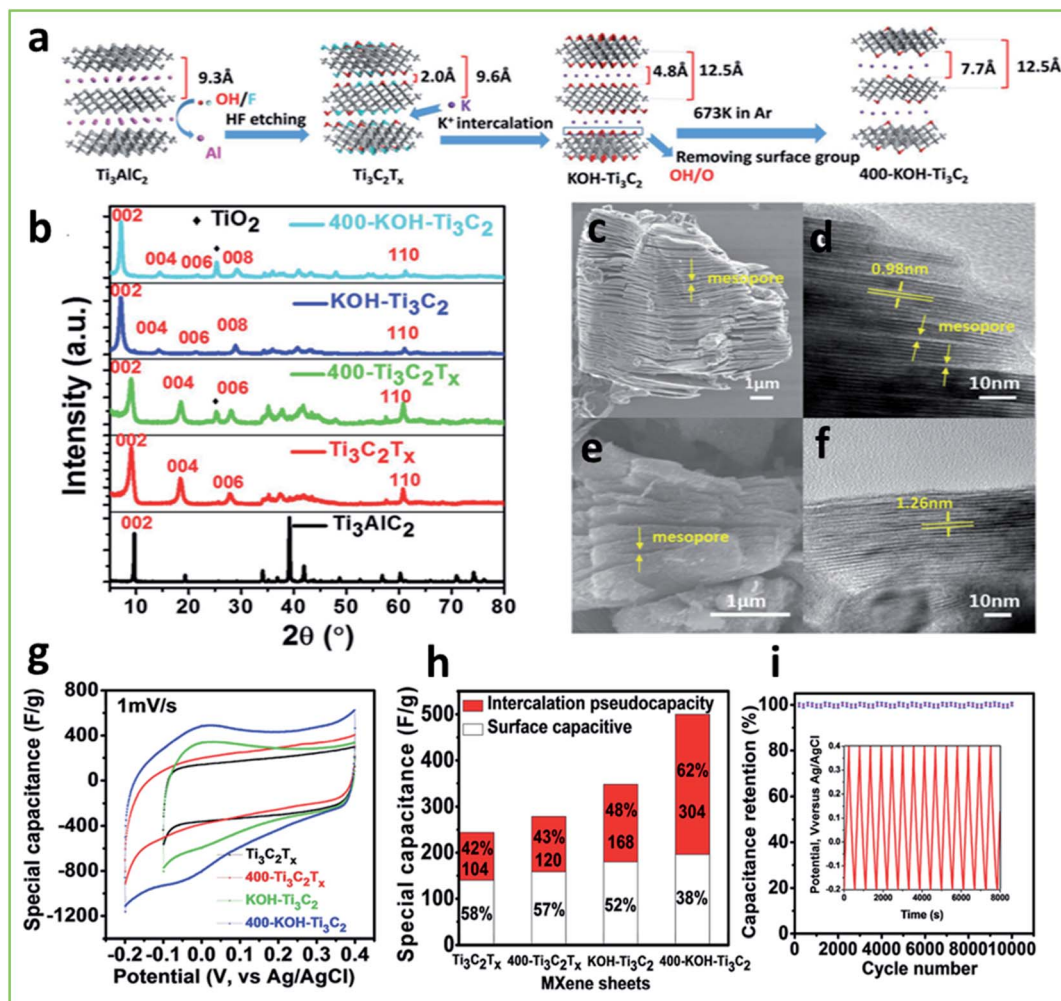 a
9.3Å
OH/F
HF etching
Al
Ti₃AlC₂
2.0Å
9.6Å
K
K⁺ intercalation
Ti₃C₂Tₓ
4.8Å
12.5Å
673K in Ar
Removing surface group
OH/O
KOH-Ti₃C₂
7.7Å
12.5Å
400-KOH-Ti₃C₂
b
Intensity (a.u.)
002
♦ TiO₂
400-KOH-Ti₃C₂
004
006
♦
008
110
002
KOH-Ti₃C₂
004
006
008
110
002
400-Ti₃C₂Tₓ
004
♦
006
110
002
Ti₃C₂Tₓ
004
006
110
002
Ti₃AlC₂
10 20 30 40 50 60 70 80
2θ (°)
c
mesopore
1μm
d
0.98nm
mesopore
10nm
e
mesopore
1μm
f
1.26nm
10nm
g
Special capacitance (F/g)
1mV/s
800
400
0
-400
-800
-1200
Ti₃C₂Tₓ
400-Ti₃C₂Tₓ
KOH-Ti₃C₂
400-KOH-Ti₃C₂
-0.2 -0.1 0.0 0.1 0.2 0.3 0.4
Potential (V, vs Ag/AgCl)
h
Special capacitance (F/g)
Intercalation pseudocapacity
Surface capacitive
500
400
300
200
100
0
42%
104
58%
43%
120
57%
48%
168
52%
62%
304
38%
Ti₃C₂Tₓ 400-Ti₃C₂Tₓ KOH-Ti₃C₂ 400-KOH-Ti₃C₂
MXene sheets
i
Capacitance retention (%)
100
80
60
40
20
0
Potential, Vversus Ag/AgCl
0.4
0.3
0.2
0.1
0.0
-0.1
-0.2
0 2000 4000 6000 8000
Time (s)
0 2000 4000 6000 8000 10000
Cycle number